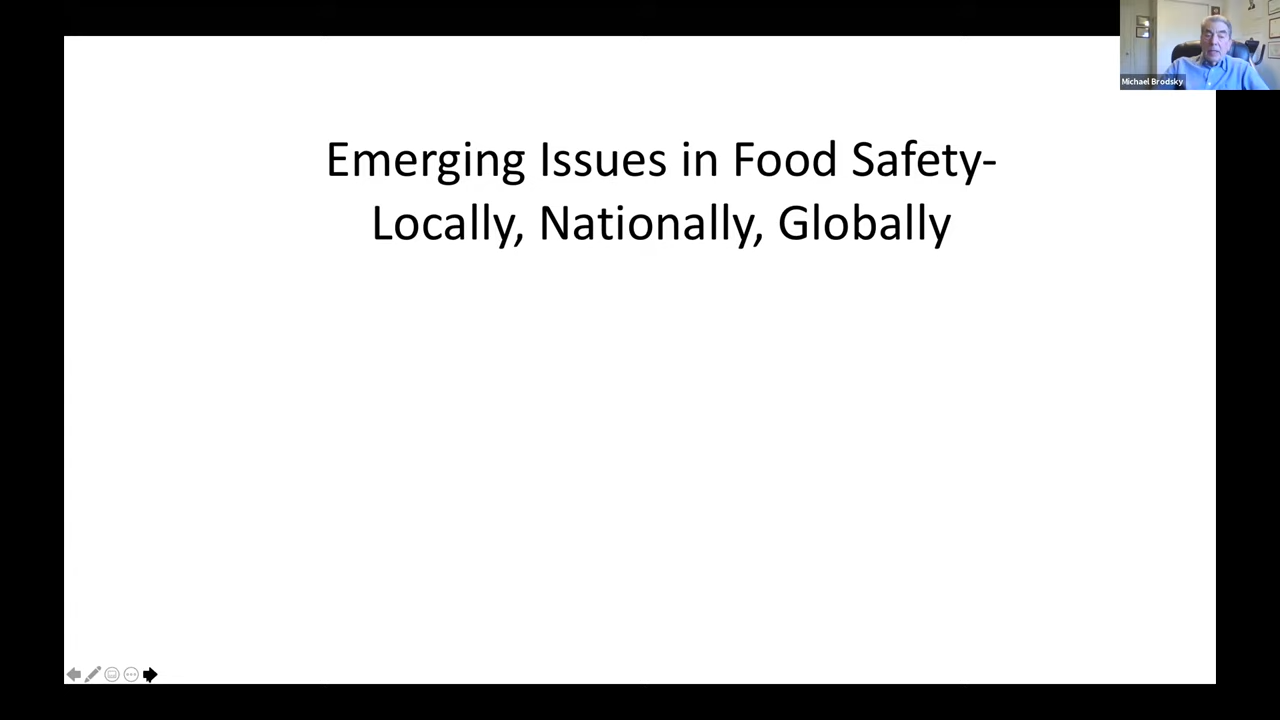 Michael Brodsky
Emerging Issues in Food Safety-
Locally, Nationally, Globally